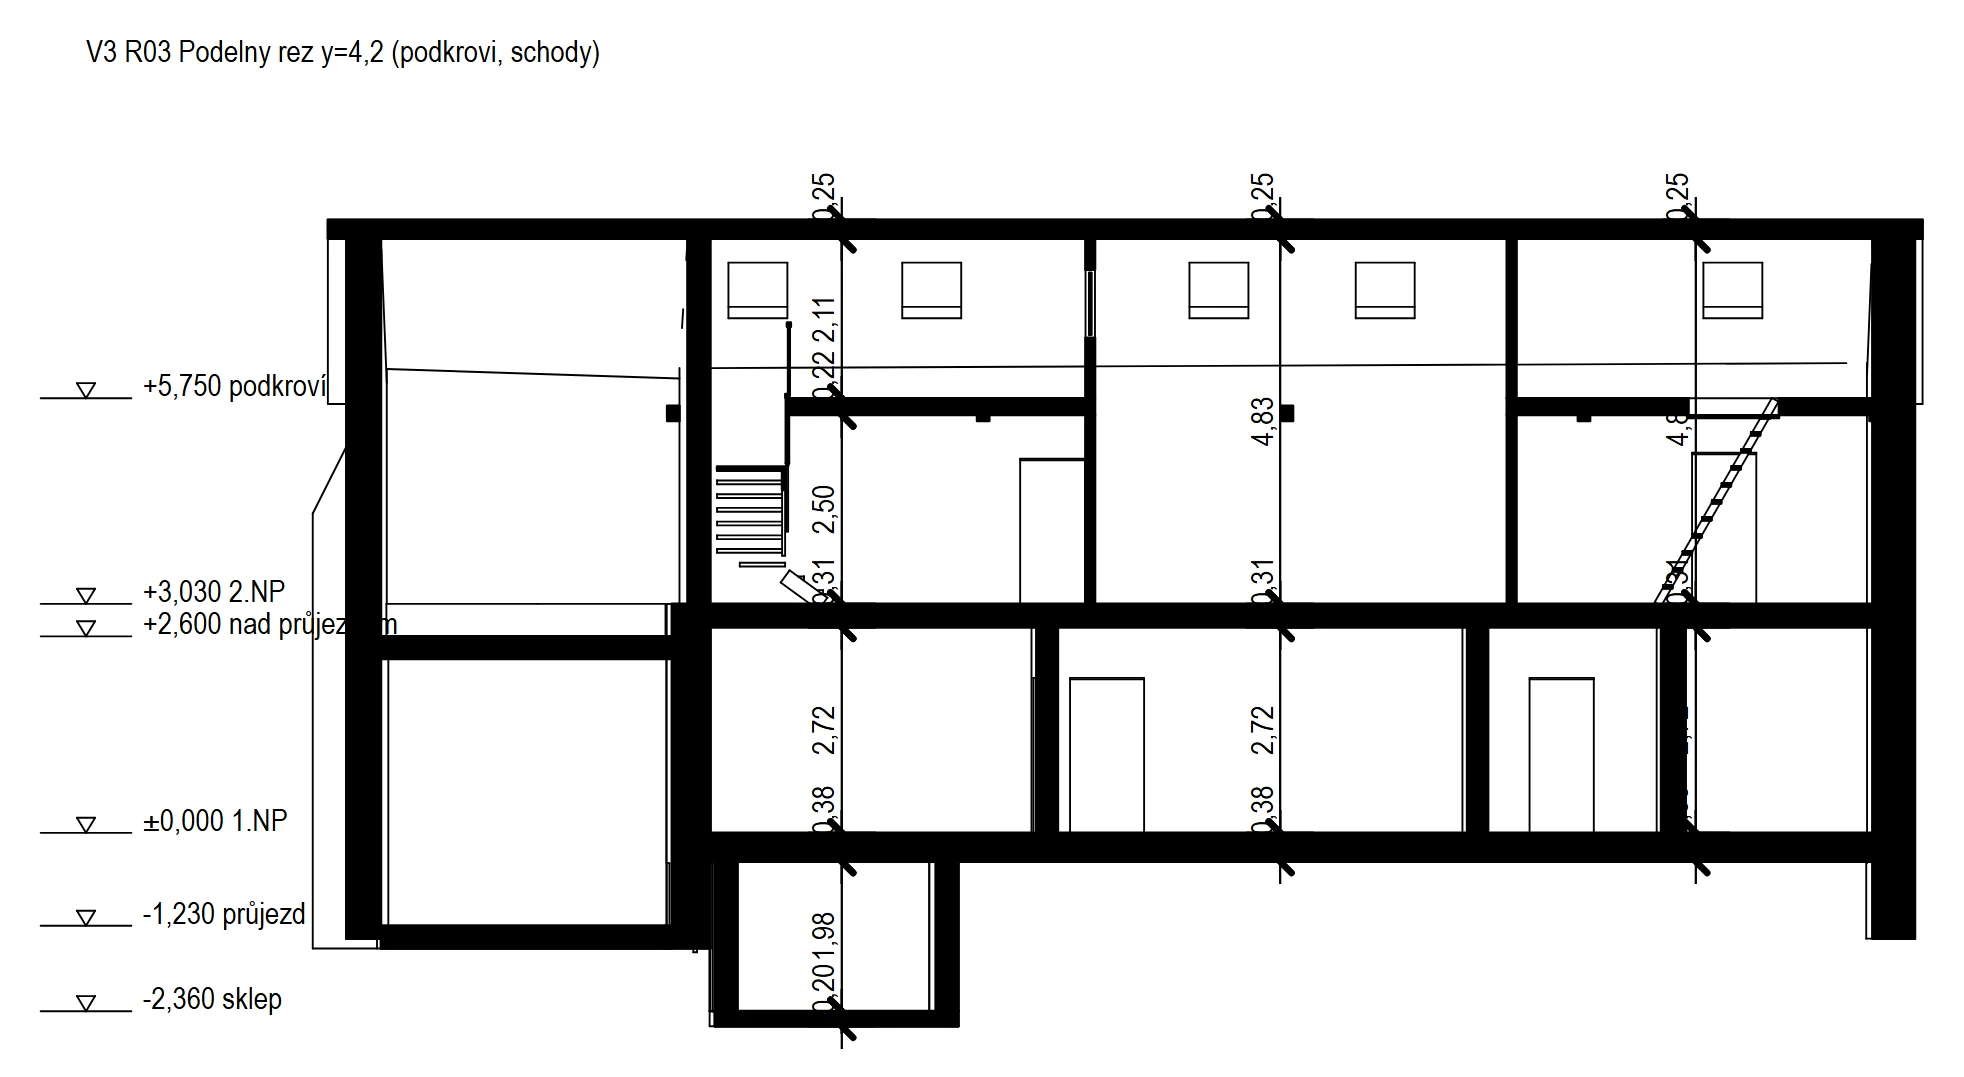 V3 R03 Podelny rez y=4,2 (podkrovi, schody)
0,25
0,25
0,25
2,11
0,22
+5,750 podkroví
4,83
2,50
0,31
0,31
+3,030 2.NP
+2,600 nad
2,72
2,72
0,38
0,38
±0,000 1.NP
-1,230 průjezd
1,98
0,20
-2,360 sklep